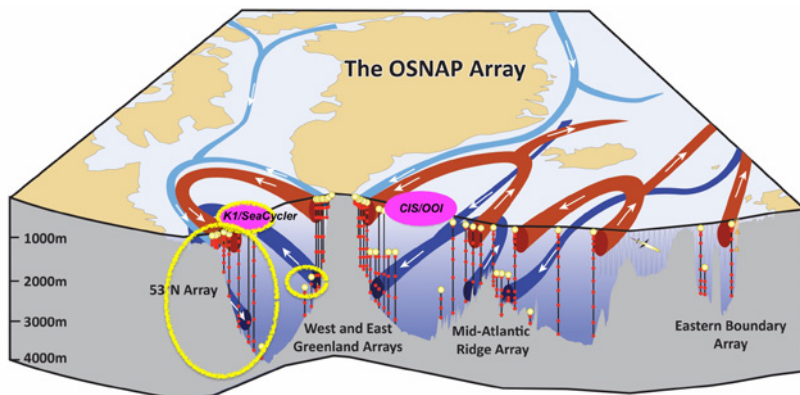 The OSNAP Array
K1/SeaCycler
CIS/OOI
1000m
2000m
3000m
4000m
53°N Array
West and East
Greenland Arrays
Mid-Atlantic
Ridge Array
Eastern Boundary
Array